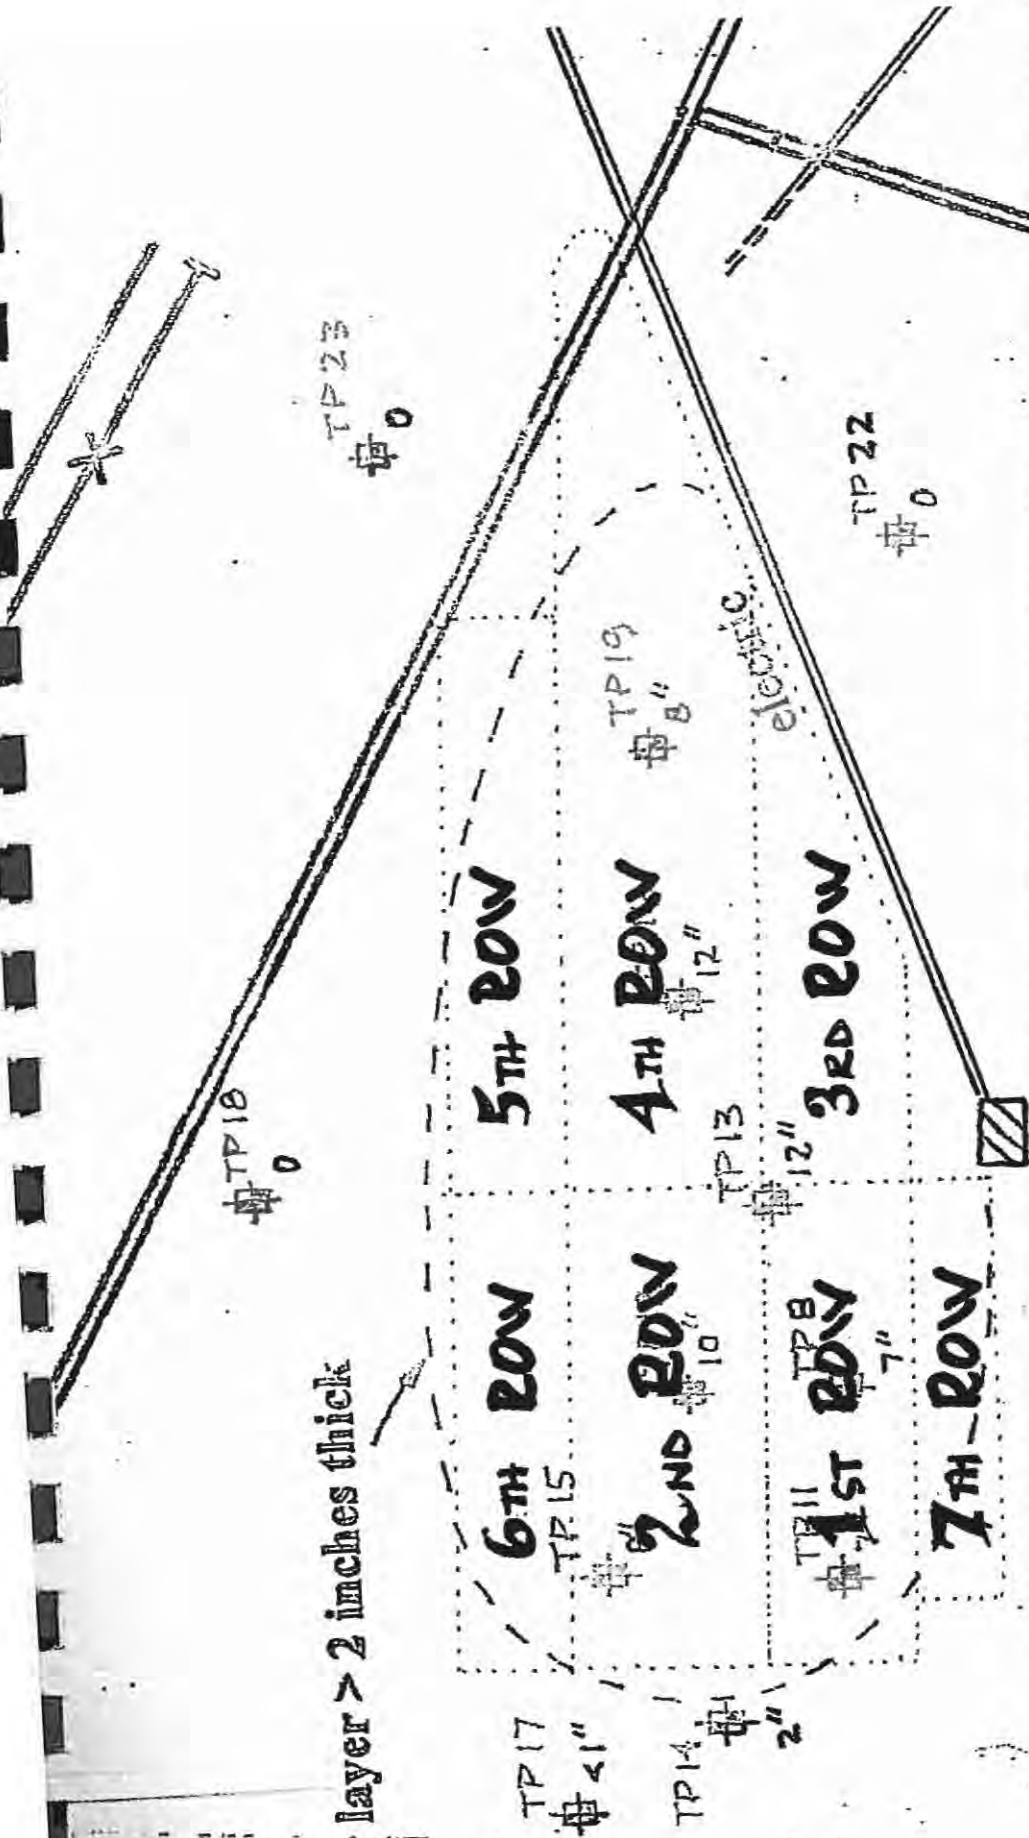 layer > 2 inches thick
TP17
<1"
TP14
2"
TP18
0
TP23
0
6TH ROW
5TH ROW
TP15
2ND ROW
10"
4TH ROW
12"
TP19
8"
TP13
12"
electric
TP11
1ST ROW
TP8
7"
3RD ROW
7TH ROW
TP22
0